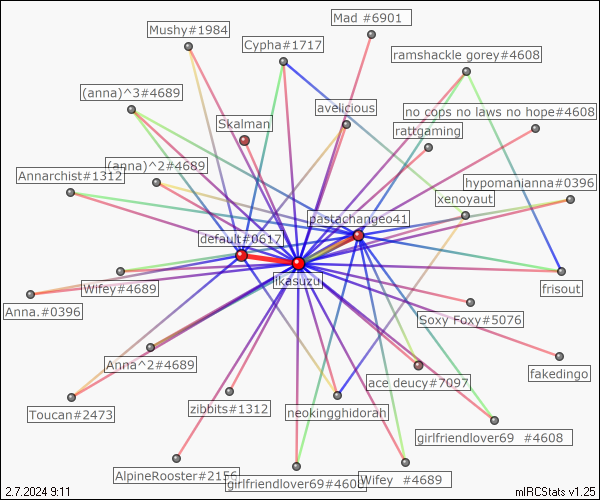 Mad #6901
Mushy#1984
Cypha#1717
ramshackle gorey#4608
(anna)^3#4689
avelicious
no cops no laws no hope#4608
Skalman
rattgaming
(anna)^2#4689
Annarchist#1312
hypomanianna#0396
xenoyaut
pastachangeo41
default#0617
ikasuzu
Wifey#4689
frisout
Anna.#0396
Soxy Foxy#5076
Anna^2#4689
fakedingo
ace deucy#7097
Toucan#2473
zibbits#1312
neokingghidorah
girlfriendlover69 #4608
AlpineRooster#2156
girlfriendlover69#4608
Wifey #4689
2.7.2024 9:11
mIRCStats v1.25